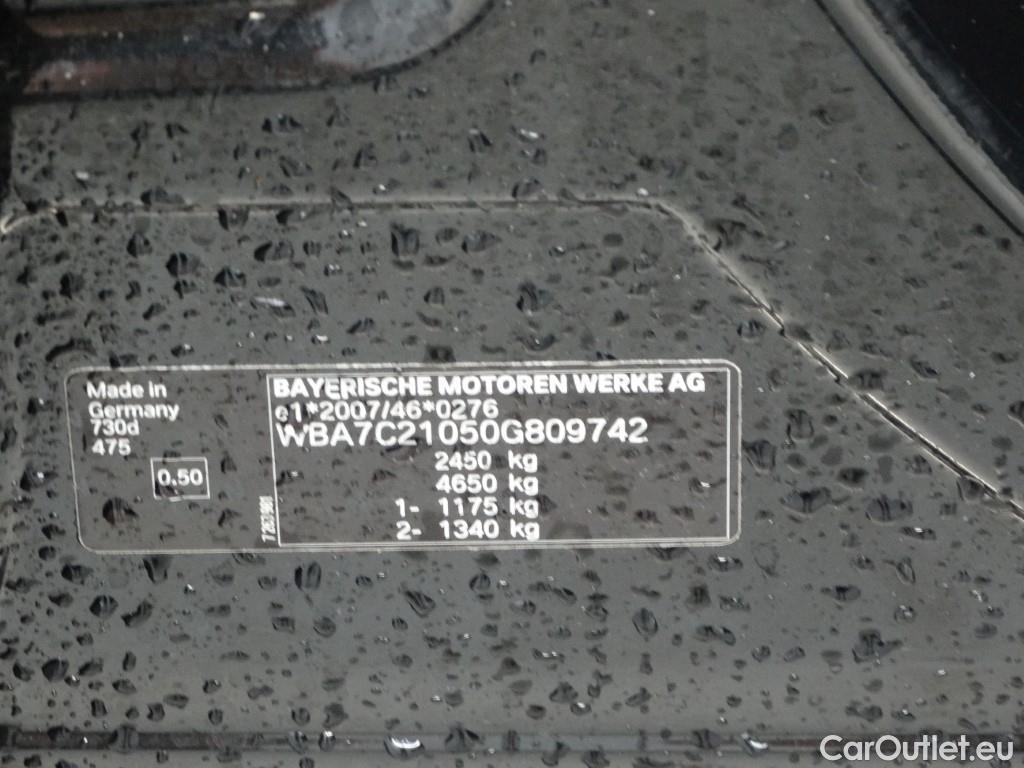 Made in
Germany
730d
475
0.50
7267901
BAYERISCHE MOTOREN WERKE AG
e1*2007/46*0276
WBA7C21050G809742
2450 kg
4650 kg
1- 1175 kg
2- 1340 kg
CarOutlet.eu